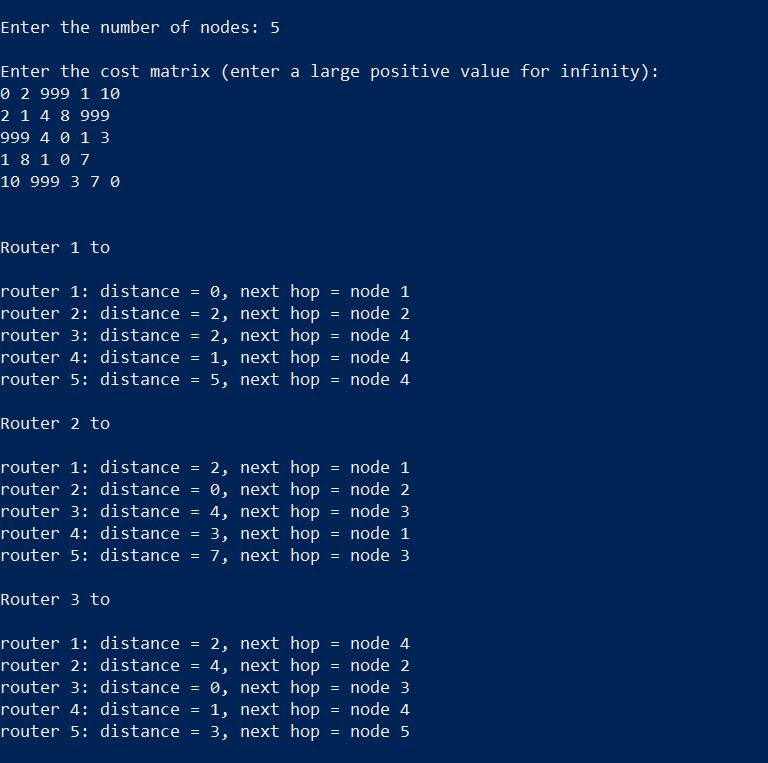 Enter the number of nodes: 5
Enter the cost matrix (enter a large positive value for infinity):
0 2 999 1 10
2 1 4 8 999
999 4 0 1 3
1 8 1 0 7
10 999 3 7 0
Router 1 to
router 1: distance = 0, next hop = node 1
router 2: distance = 2, next hop = node 2
router 3: distance = 2, next hop = node 4
router 4: distance = 1, next hop = node 4
router 5: distance = 5, next hop = node 4
Router 2 to
router 1: distance = 2, next hop = node 1
router 2: distance = 0, next hop = node 2
router 3: distance = 4, next hop = node 3
router 4: distance = 3, next hop = node 1
router 5: distance = 7, next hop = node 3
Router 3 to
router 1: distance = 2, next hop = node 4
router 2: distance = 4, next hop = node 2
router 3: distance = 0, next hop = node 3
router 4: distance = 1, next hop = node 4
router 5: distance = 3, next hop = node 5